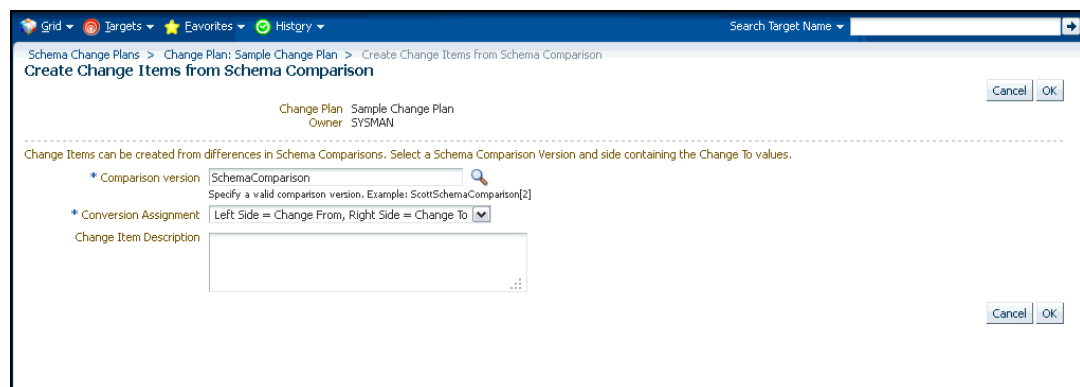 Grid Targets Favorites History Search Target Name
Schema Change Plans > Change Plan: Sample Change Plan > Create Change Items from Schema Comparison
Create Change Items from Schema Comparison
Cancel OK
Change Plan Sample Change Plan
Owner SYSMAN
Change Items can be created from differences in Schema Comparisons. Select a Schema Comparison Version and side containing the Change To values.
* Comparison version SchemaComparison
Specify a valid comparison version. Example: ScottSchemaComparison[2]
* Conversion Assignment Left Side = Change From, Right Side = Change To
Change Item Description
Cancel OK